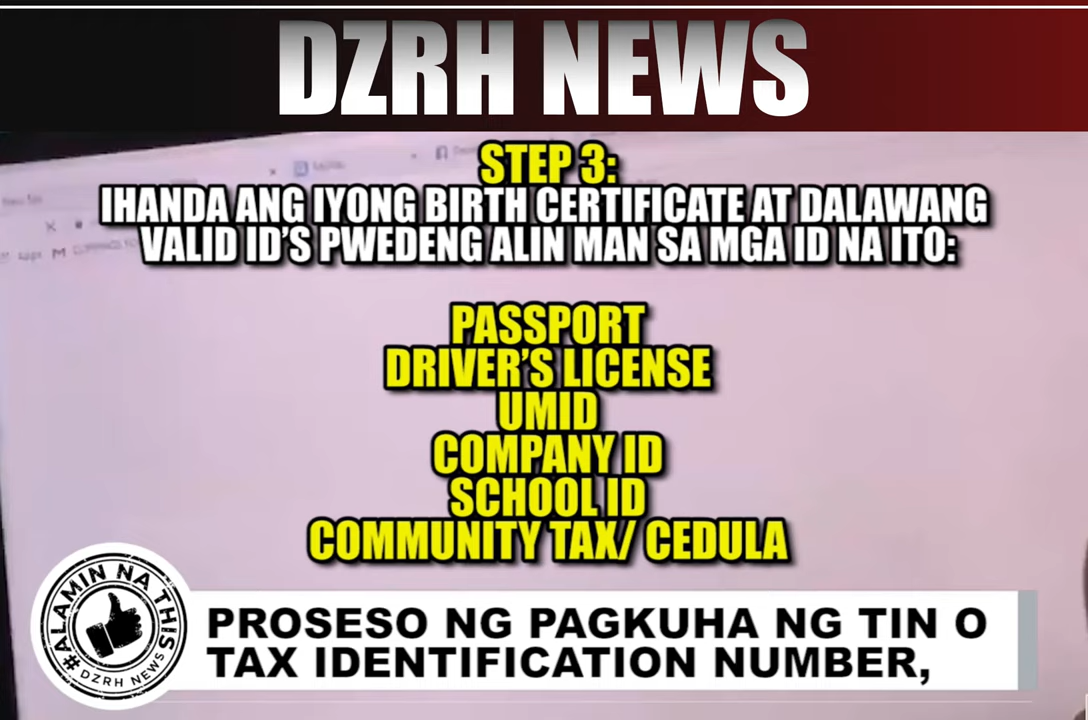 DZRH NEWS
STEP 3:
IHANDA ANG IYONG BIRTH CERTIFICATE AT DALAWANG
VALID ID'S PWEDENG ALIN MAN SA MGA ID NA ITO:
PASSPORT
DRIVER'S LICENSE
UMID
COMPANY ID
SCHOOL ID
COMMUNITY TAX/ CEDULA
#ALAMIN NA THIS
DZRH NEWS
PROSESO NG PAGKUHA NG TIN O
TAX IDENTIFICATION NUMBER,